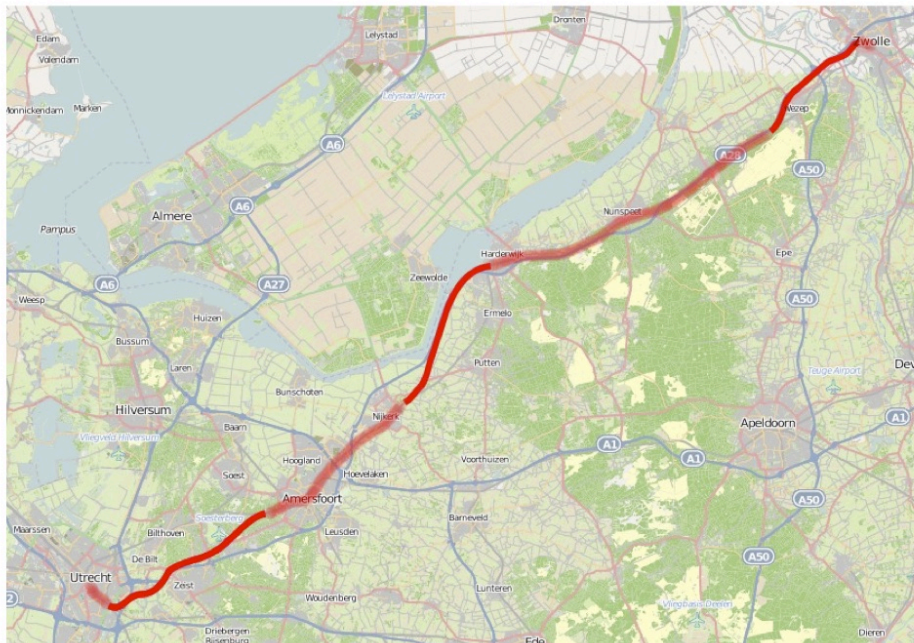 Edam
Volendam
Lelystad
Dronten
Zwolle
Marken
Monnickendam
Lelystad Airport
Wezep
A6
A28
A50
Almere
A6
Nunspeet
Pampus
Harderwijk
Epe
Zeewolde
A6
A27
Weesp
A50
Huizen
Ermelo
Bussum
Laren
Putten
Teuge Airport
Bunschoten
Hilversum
Nijkerk
Apeldoorn
A1
Baarn
Vliegveld Hilversum
A1
Hoogland
Voorthuizen
A1
Soest
Hoevelaken
Amersfoort
A50
Soesterberg
Barneveld
Maarssen
Bilthoven
Leusden
De Bilt
A50
Utrecht
Zeist
Lunteren
Woudenberg
Vliegbasis Deelen
Driebergen
Rijsenburg
Ede
Dieren